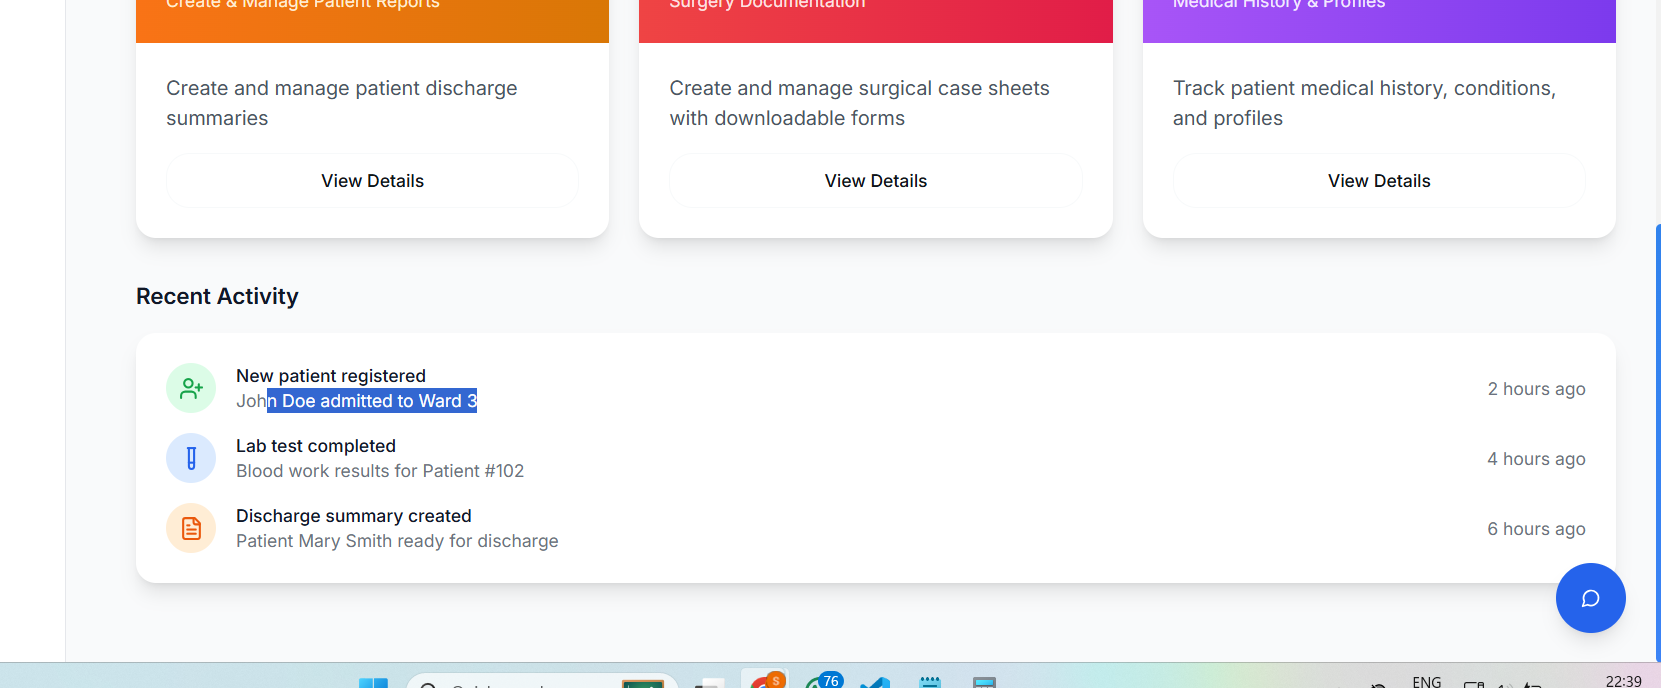 Create & Manage Patient Reports
Surgery Documentation
Medical History & Profiles
Create and manage patient discharge
summaries
View Details
Create and manage surgical case sheets
with downloadable forms
View Details
Track patient medical history, conditions,
and profiles
View Details
Recent Activity
New patient registered
John Doe admitted to Ward 3
2 hours ago
Lab test completed
Blood work results for Patient #102
4 hours ago
Discharge summary created
Patient Mary Smith ready for discharge
6 hours ago
S
76
ENG
22:39